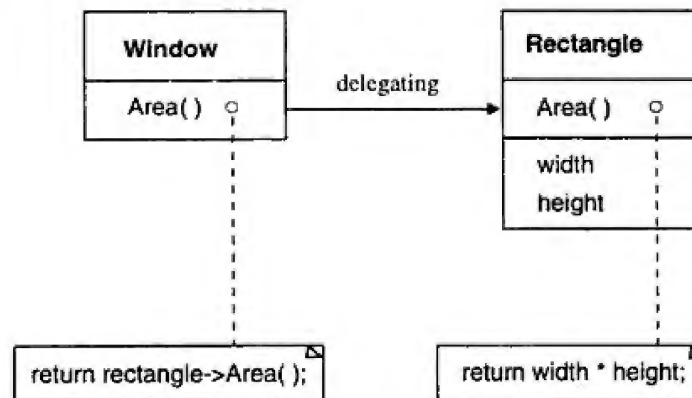 Window
Area( )
delegating
Rectangle
Area( )
width
height
return rectangle->Area( );
return width * height;